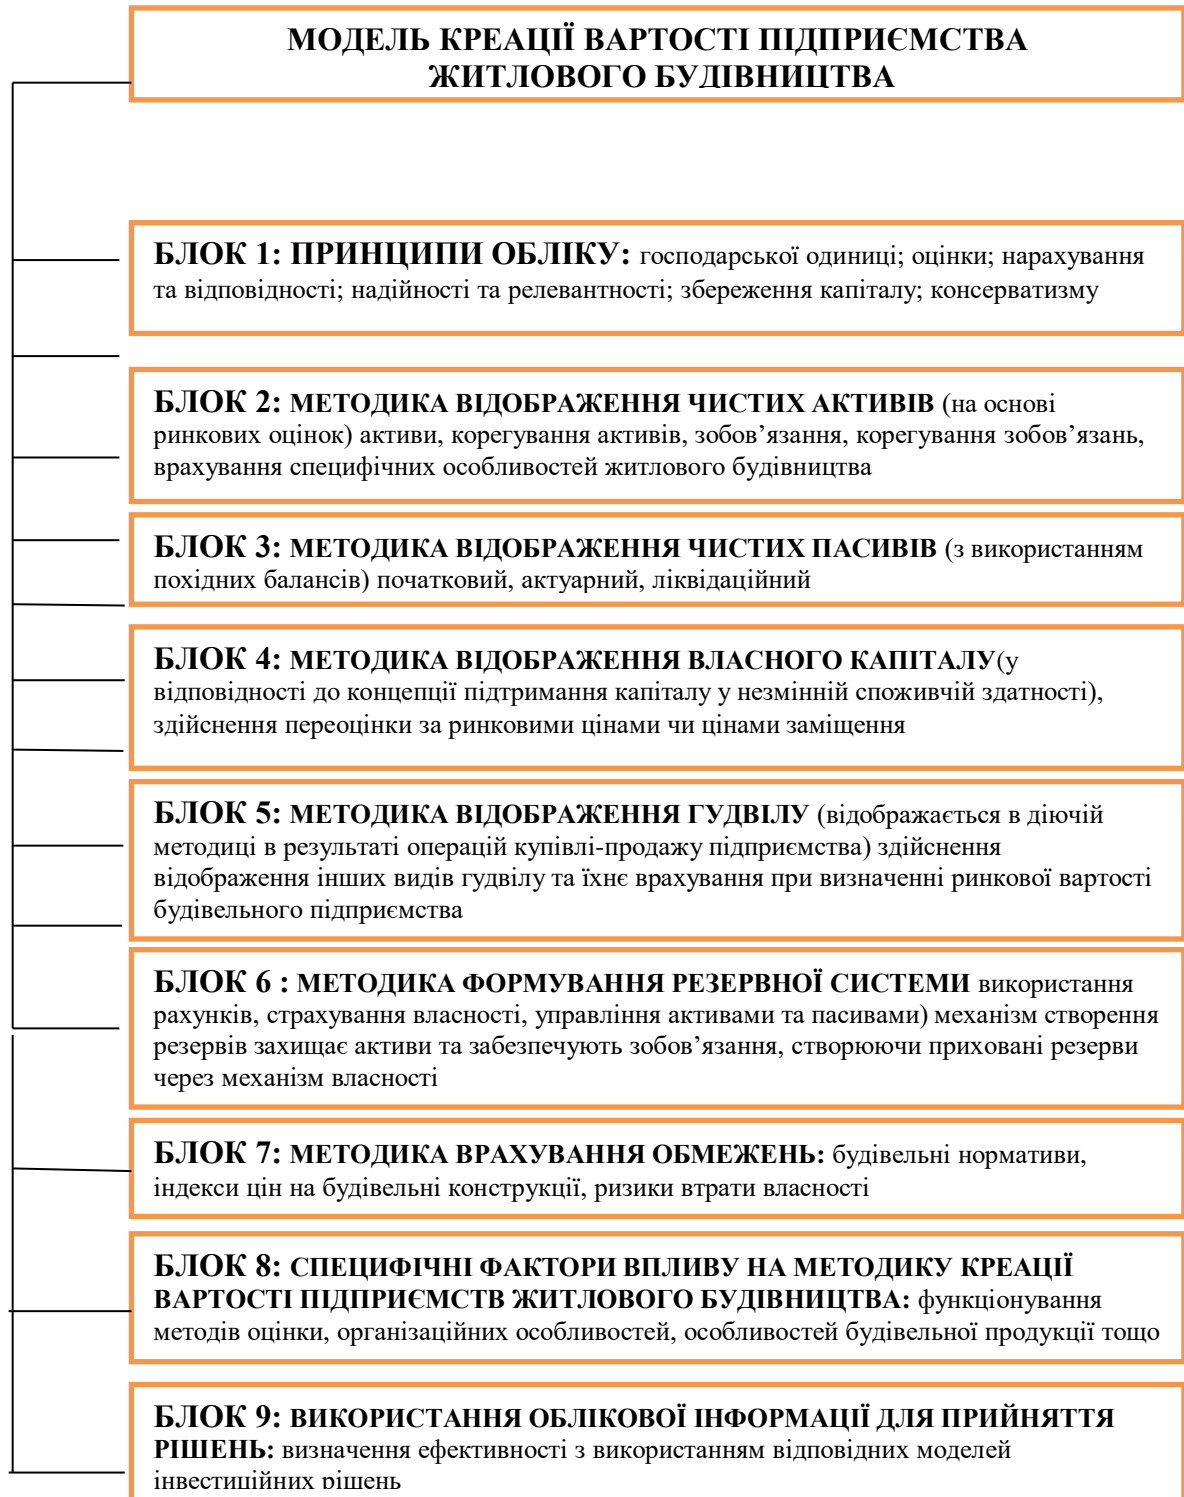 МОДЕЛЬ КРЕАЦІЇ ВАРТОСТІ ПІДПРИЄМСТВА
ЖИТЛОВОГО БУДІВНИЦТВА
БЛОК 1: ПРИНЦИПИ ОБЛІКУ: господарської одиниці; оцінки; нарахування
та відповідності; надійності та релевантності; збереження капіталу; консерватизму
БЛОК 2: МЕТОДИКА ВІДОБРАЖЕННЯ ЧИСТИХ АКТИВІВ (на основі
ринкових оцінок) активи, корегування активів, зобов’язання, корегування зобов’язань,
врахування специфічних особливостей житлового будівництва
БЛОК 3: МЕТОДИКА ВІДОБРАЖЕННЯ ЧИСТИХ ПАСИВІВ (з використанням
похідних балансів) початковий, актуарний, ліквідаційний
БЛОК 4: МЕТОДИКА ВІДОБРАЖЕННЯ ВЛАСНОГО КАПІТАЛУ(у
відповідності до концепції підтримання капіталу у незмінній споживчій здатності),
здійснення переоцінки за ринковими цінами чи цінами заміщення
БЛОК 5: МЕТОДИКА ВІДОБРАЖЕННЯ ГУДВІЛУ (відображається в діючій
методиці в результаті операцій купівлі-продажу підприємства) здійснення
відображення інших видів гудвілу та їхнє врахування при визначенні ринкової вартості
будівельного підприємства
БЛОК 6 : МЕТОДИКА ФОРМУВАННЯ РЕЗЕРВНОЇ СИСТЕМИ використання
рахунків, страхування власності, управління активами та пасивами) механізм створення
резервів захищає активи та забезпечують зобов’язання, створюючи приховані резерви
через механізм власності
БЛОК 7: МЕТОДИКА ВРАХУВАННЯ ОБМЕЖЕНЬ: будівельні нормативи,
індекси цін на будівельні конструкції, ризики втрати власності
БЛОК 8: СПЕЦИФІЧНІ ФАКТОРИ ВПЛИВУ НА МЕТОДИКУ КРЕАЦІЇ
ВАРТОСТІ ПІДПРИЄМСТВ ЖИТЛОВОГО БУДІВНИЦТВА: функціонування
методів оцінки, організаційних особливостей, особливостей будівельної продукції тощо
БЛОК 9: ВИКОРИСТАННЯ ОБЛІКОВОЇ ІНФОРМАЦІЇ ДЛЯ ПРИЙНЯТТЯ
РІШЕНЬ: визначення ефективності з використанням відповідних моделей
інвестиційних рішень